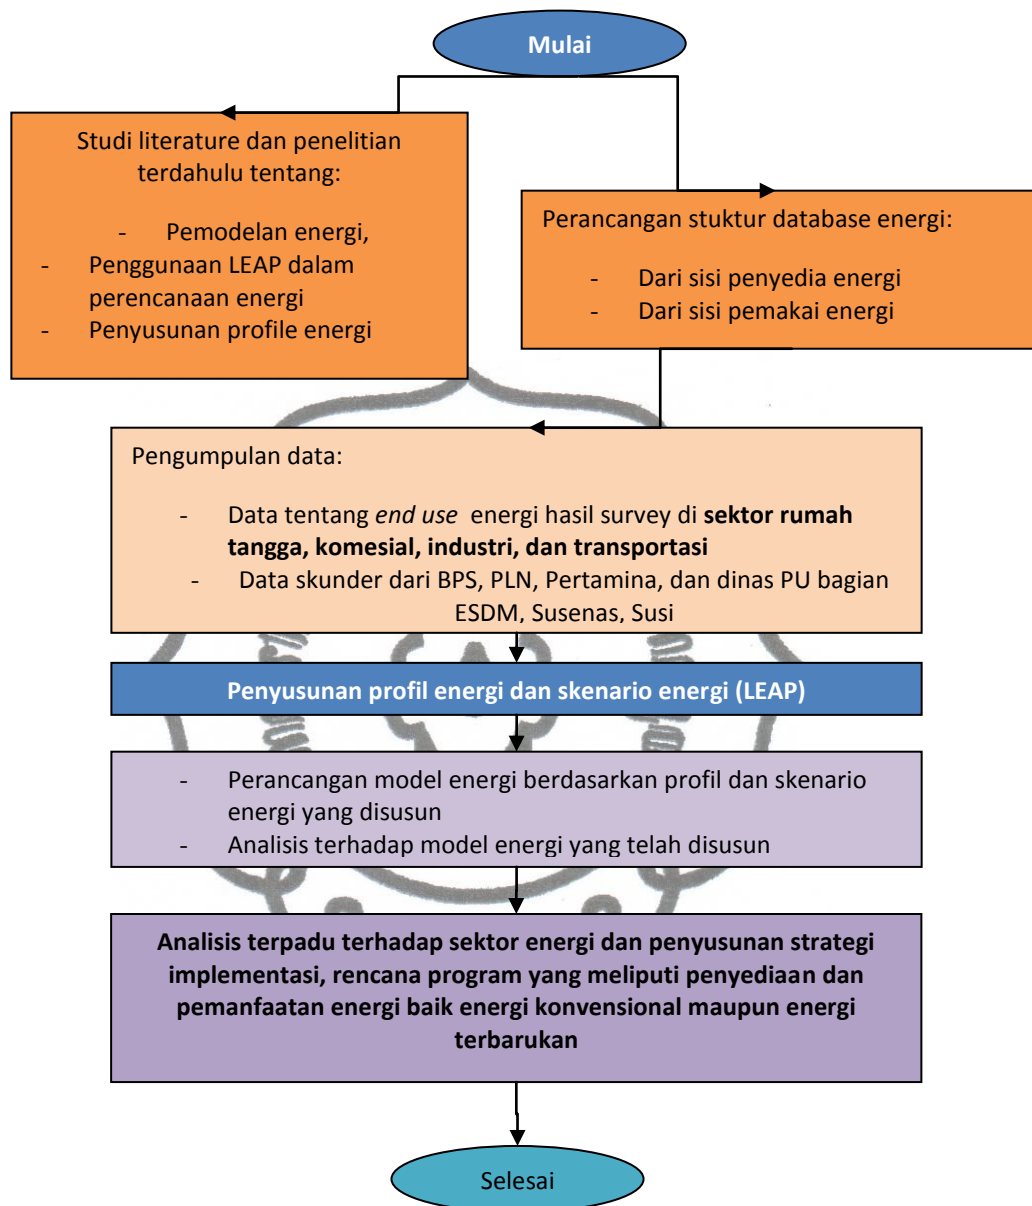 Mulai
Studi literature dan penelitian
terdahulu tentang:
- Pemodelan energi,
- Penggunaan LEAP dalam
perencanaan energi
- Penyusunan profile energi
Perancangan stuktur database energi:
- Dari sisi penyedia energi
- Dari sisi pemakai energi
Pengumpulan data:
- Data tentang end use energi hasil survey di sektor rumah
tangga, komesial, industri, dan transportasi
- Data skunder dari BPS, PLN, Pertamina, dan dinas PU bagian
ESDM, Susenas, Susi
Penyusunan profil energi dan skenario energi (LEAP)
- Perancangan model energi berdasarkan profil dan skenario
energi yang disusun
- Analisis terhadap model energi yang telah disusun
Analisis terpadu terhadap sektor energi dan penyusunan strategi
implementasi, rencana program yang meliputi penyediaan dan
pemanfaatan energi baik energi konvensional maupun energi
terbarukan
Selesai